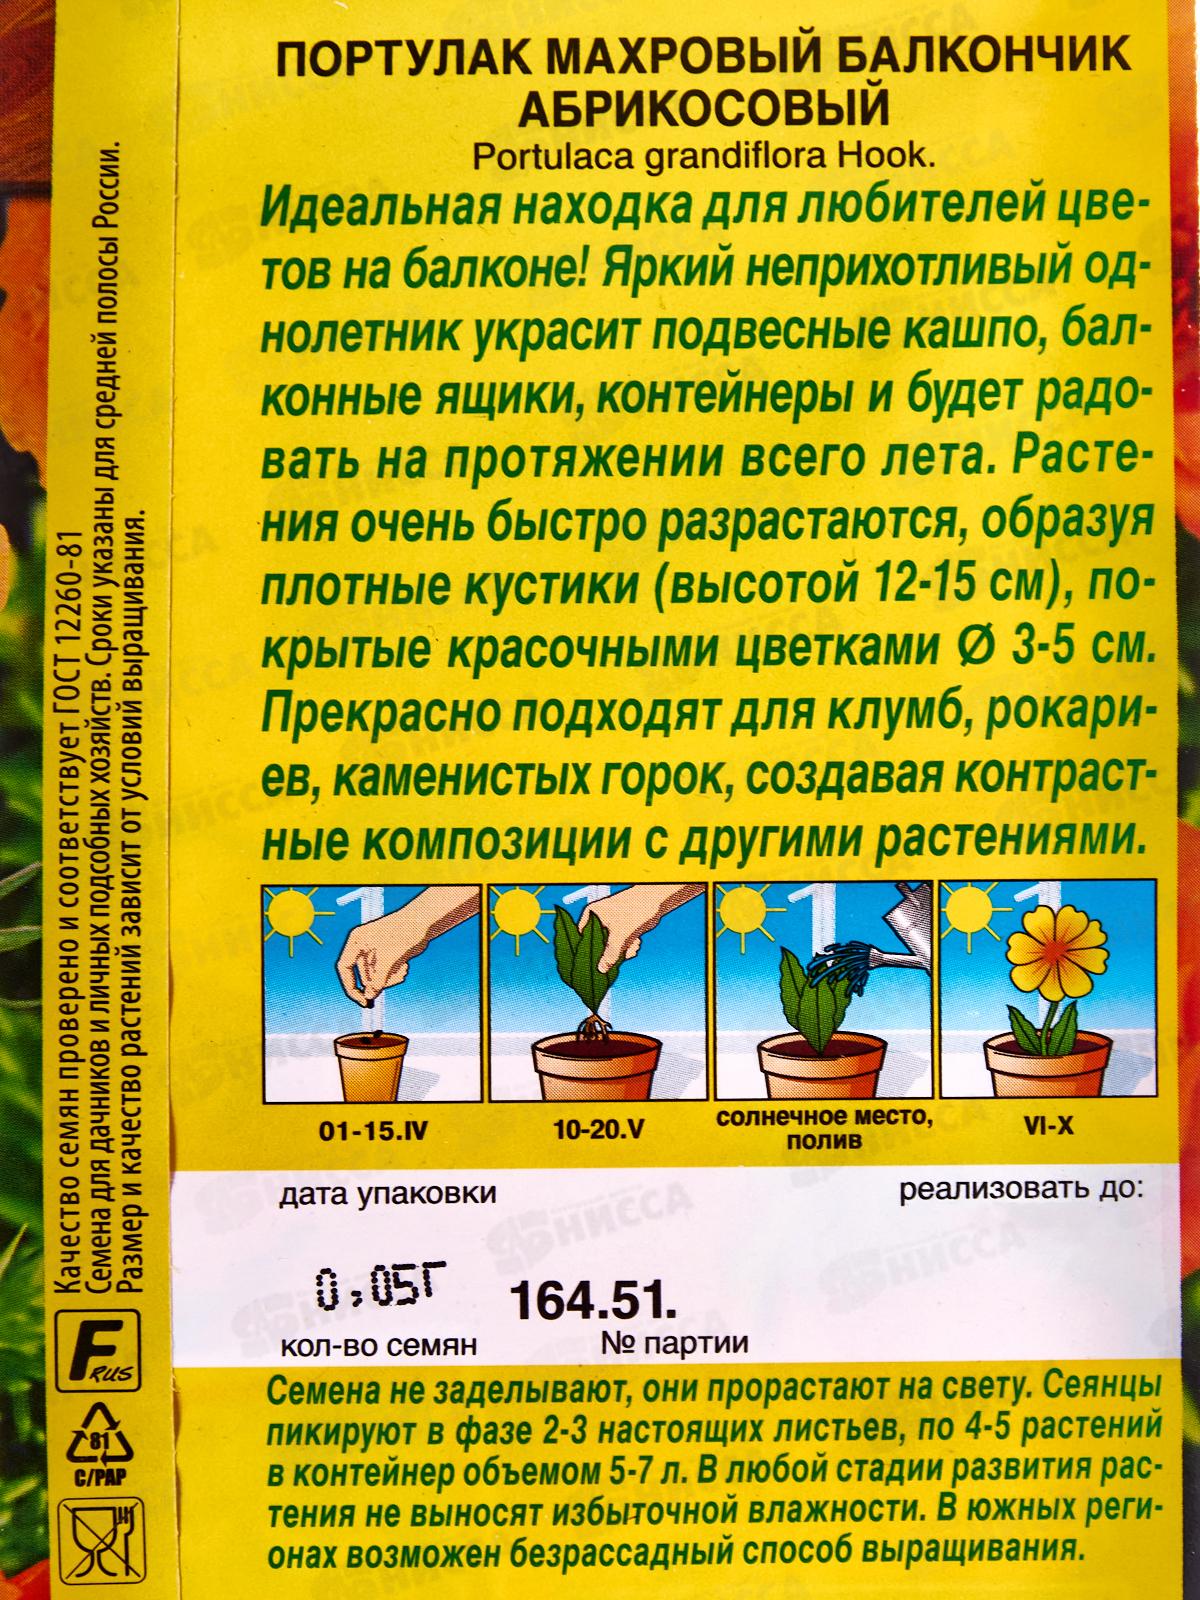 ПОРТУЛАК МАХРОВЫЙ БАЛКОНЧИК
АБРИКОСОВЫЙ
Portulaca grandiflora Hook.
Идеальная находка для любителей цве-
тов на балконе! Яркий неприхотливый од-
нолетник украсит подвесные кашпо, бал-
конные ящики, контейнеры и будет радо-
вать на протяжении всего лета. Расте-
ния очень быстро разрастаются, образуя
плотные кустики (высотой 12-15 см), по-
крытые красочными цветками Ø 3-5 см.
Прекрасно подходят для клумб, рокари-
ев, каменистых горок, создавая контраст-
ные композиции с другими растениями.
01-15.IV
10-20.V
солнечное место,
полив
VI-X
дата упаковки
реализовать до:
0,05Г
164.51.
кол-во семян
№ партии
Семена не заделывают, они прорастают на свету. Сеянцы
пикируют в фазе 2-3 настоящих листьев, по 4-5 растений
в контейнер объемом 5-7 л. В любой стадии развития рас-
тения не выносят избыточной влажности. В южных реги-
онах возможен безрассадный способ выращивания.
Качество семян проверено и соответствует ГОСТ 12260-81
Семена для дачников и личных подсобных хозяйств. Сроки указаны для средней полосы России.
Размер и качество растений зависит от условий выращивания.
F RUS
81
C/PAP